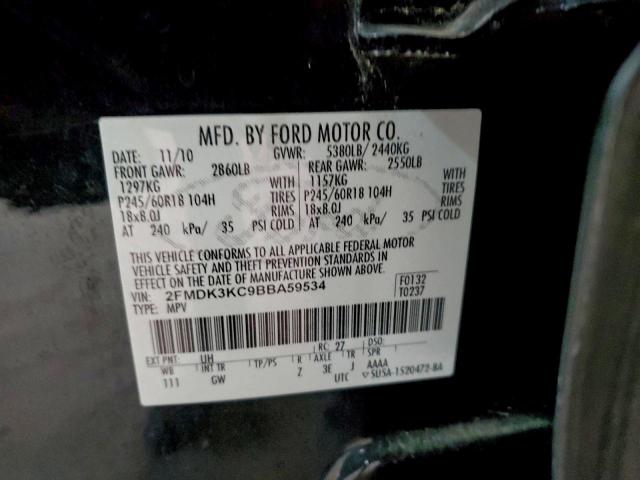 MFD. BY FORD MOTOR CO.
DATE: 11/10 GVWR: 5380LB/ 2440KG
FRONT GAWR: 2860LB REAR GAWR: 2550LB
1297KG WITH 1157KG WITH
P245/60R18 104H TIRES P245/60R18 104H TIRES
18x8.0J RIMS 18x8.0J RIMS
AT 240 kPa/ 35 PSI COLD AT 240 kPa/ 35 PSI COLD
THIS VEHICLE CONFORMS TO ALL APPLICABLE FEDERAL MOTOR
VEHICLE SAFETY AND THEFT PREVENTION STANDARDS IN
EFFECT ON THE DATE OF MANUFACTURE SHOWN ABOVE.
VIN: 2FMDK3KC9BBA59534 F0132
TYPE: MPV T0237
EXT PNT: UH RC: 27 DSO:
WB INT TR TP/PS R AXLE TR SPR
111 GW Z 3E J AAAA
UTC ▽5U5A-1520472-BA